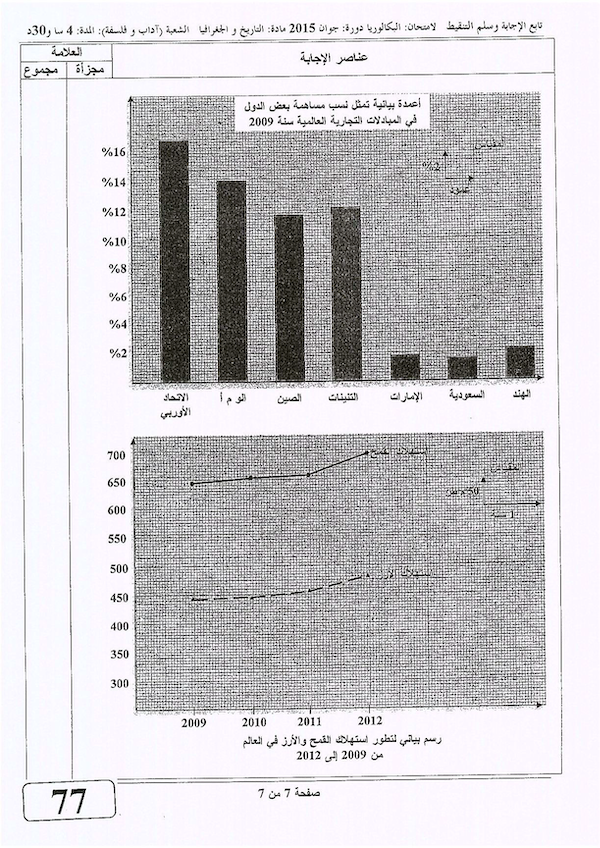 تابع الإجابة وسلم التنقيط لامتحان: البكالوريا دورة: جوان 2015 مادة: التاريخ و الجغرافيا الشعبة (آداب و فلسفة): المدة: 4 سا و30د
عناصر الإجابة
العلامة
مجزأة
مجموع
أعمدة بيانية تمثل نسب مساهمة بعض الدول
في المبادلات التجارية العالمية سنة 2009
المقياس
%2
عمود
%16
%14
%12
%10
%8
%6
%4
%2
الاتحاد الأوربي
الو م أ
الصين
التنينات
الإمارات
السعودية
الهند
700
650
600
550
500
450
400
350
300
استهلاك القمح
استهلاك الأرز
المقياس
50
1 سنة
2009 2010 2011 2012
رسم بياني لتطور استهلاك القمح والأرز في العالم
من 2009 إلى 2012
صفحة 7 من 7
77